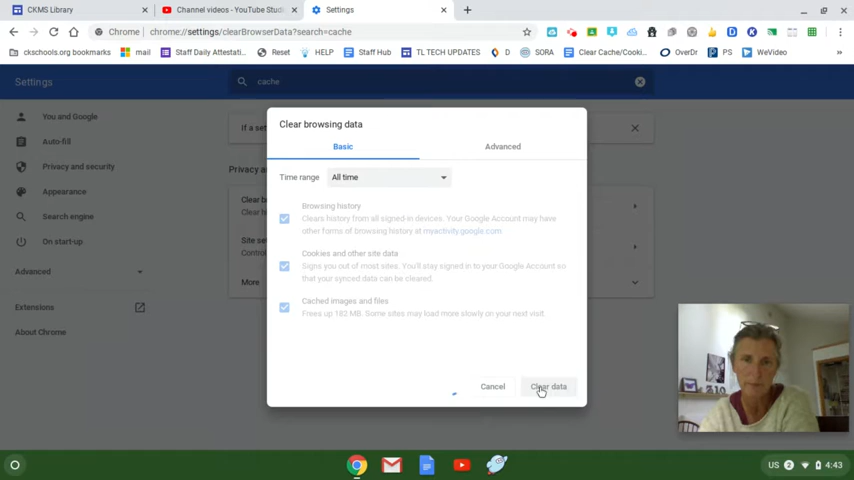 CKMS Library
Channel videos - YouTube Studi
Settings
Chrome
chrome://settings/clearBrowserData?search=cache
ckschools.org bookmarks
mail
Staff Daily Attestati...
Reset
HELP
Staff Hub
TL TECH UPDATES
D
SORA
Clear Cache/Cooki...
OverDr
PS
WeVideo
Settings
cache
You and Google
Auto-fill
Privacy and security
Appearance
Search engine
On start-up
Advanced
Extensions
About Chrome
If a set
Privacy a
Clear b
Clear h
Site se
Control
More
Clear browsing data
Basic
Advanced
Time range
All time
Browsing history
Clears history from all signed-in devices. Your Google Account may have
other forms of browsing history at myactivity.google.com
Cookies and other site data
Signs you out of most sites. You'll stay signed in to your Google Account so
that your synced data can be cleared.
Cached images and files
Frees up 182 MB. Some sites may load more slowly on your next visit.
Cancel
Clear data
US
2
4:43